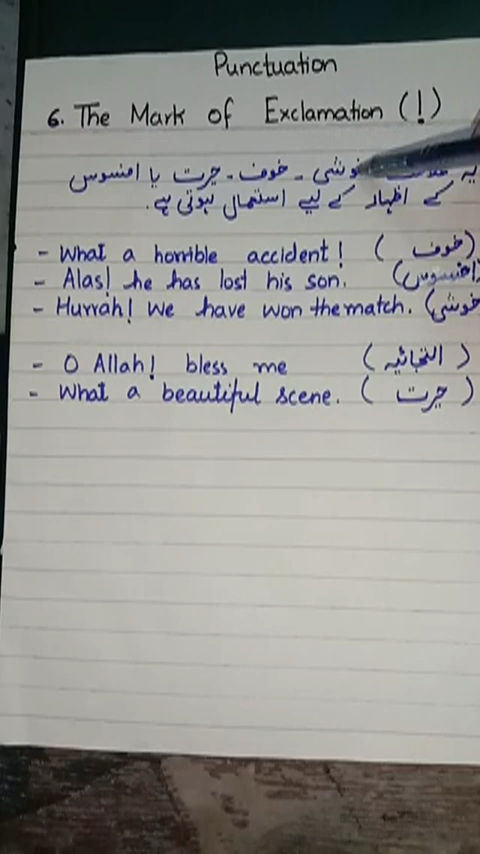 Punctuation
6. The Mark of Exclamation (!)
یہ علامت خوشی - خوف - حیرت یا افسوس
کے اظہار کے لیے استعمال ہوتی ہے.
- What a horrible accident! (خوف)
- Alas! he has lost his son. (افسوس)
- Hurrah! we have won the match. (خوشی
- O Allah! bless me (التجائیہ)
- What a beautiful scene. (حیرت)